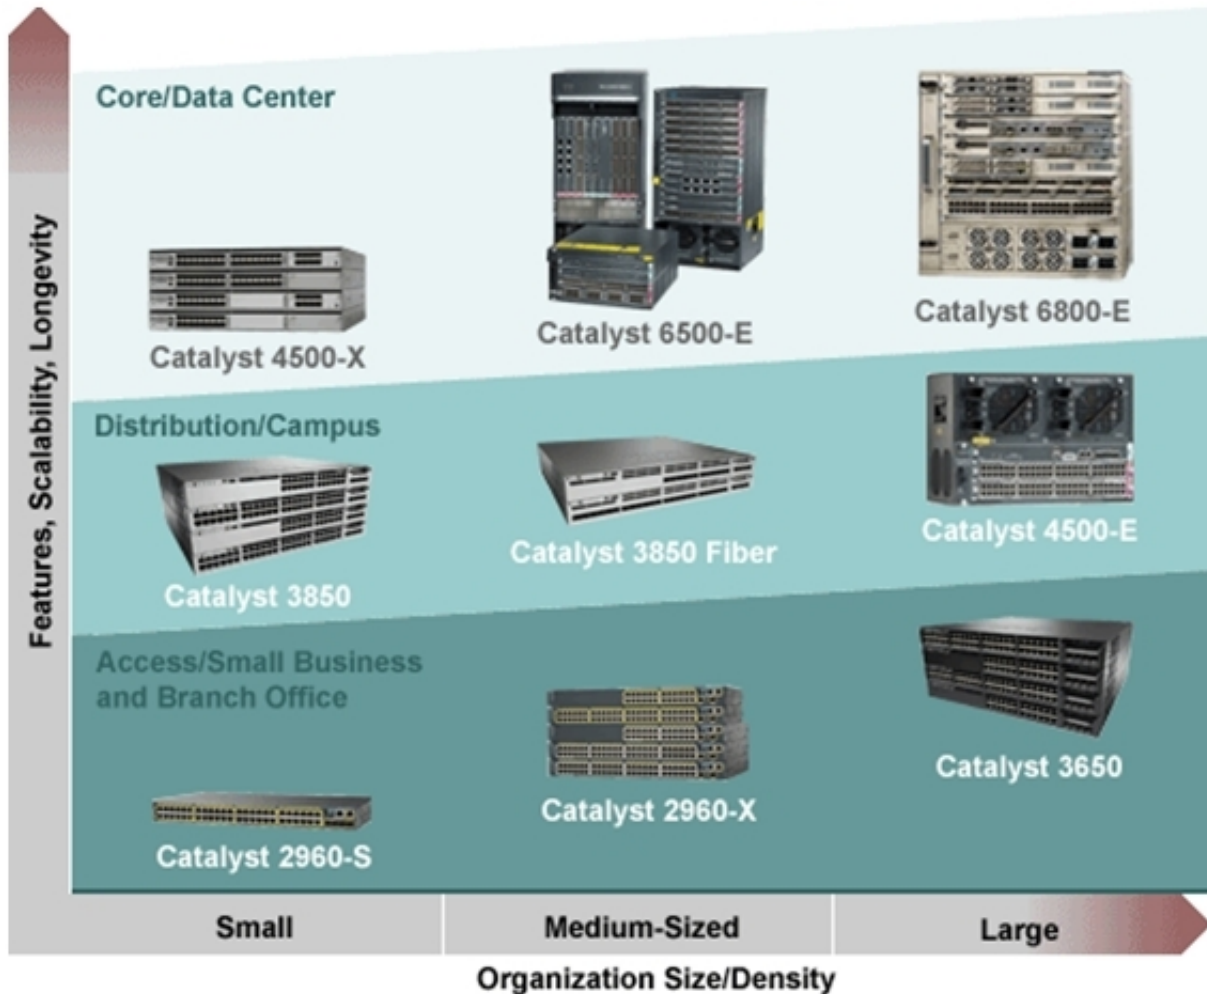 Features, Scalability, Longevity
Core/Data Center
Catalyst 4500-X
Catalyst 6500-E
Catalyst 6800-E
Distribution/Campus
Catalyst 3850
Catalyst 3850 Fiber
Catalyst 4500-E
Access/Small Business
and Branch Office
Catalyst 2960-S
Catalyst 2960-X
Catalyst 3650
Small
Medium-Sized
Large
Organization Size/Density